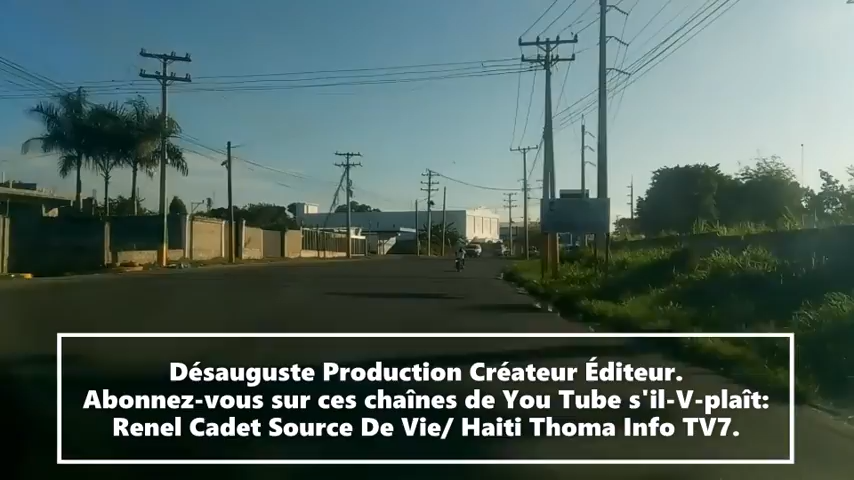 Désauguste Production Créateur Éditeur.
Abonnez-vous sur ces chaînes de You Tube s'il-V-plaît:
Renel Cadet Source De Vie/ Haiti Thoma Info TV7.